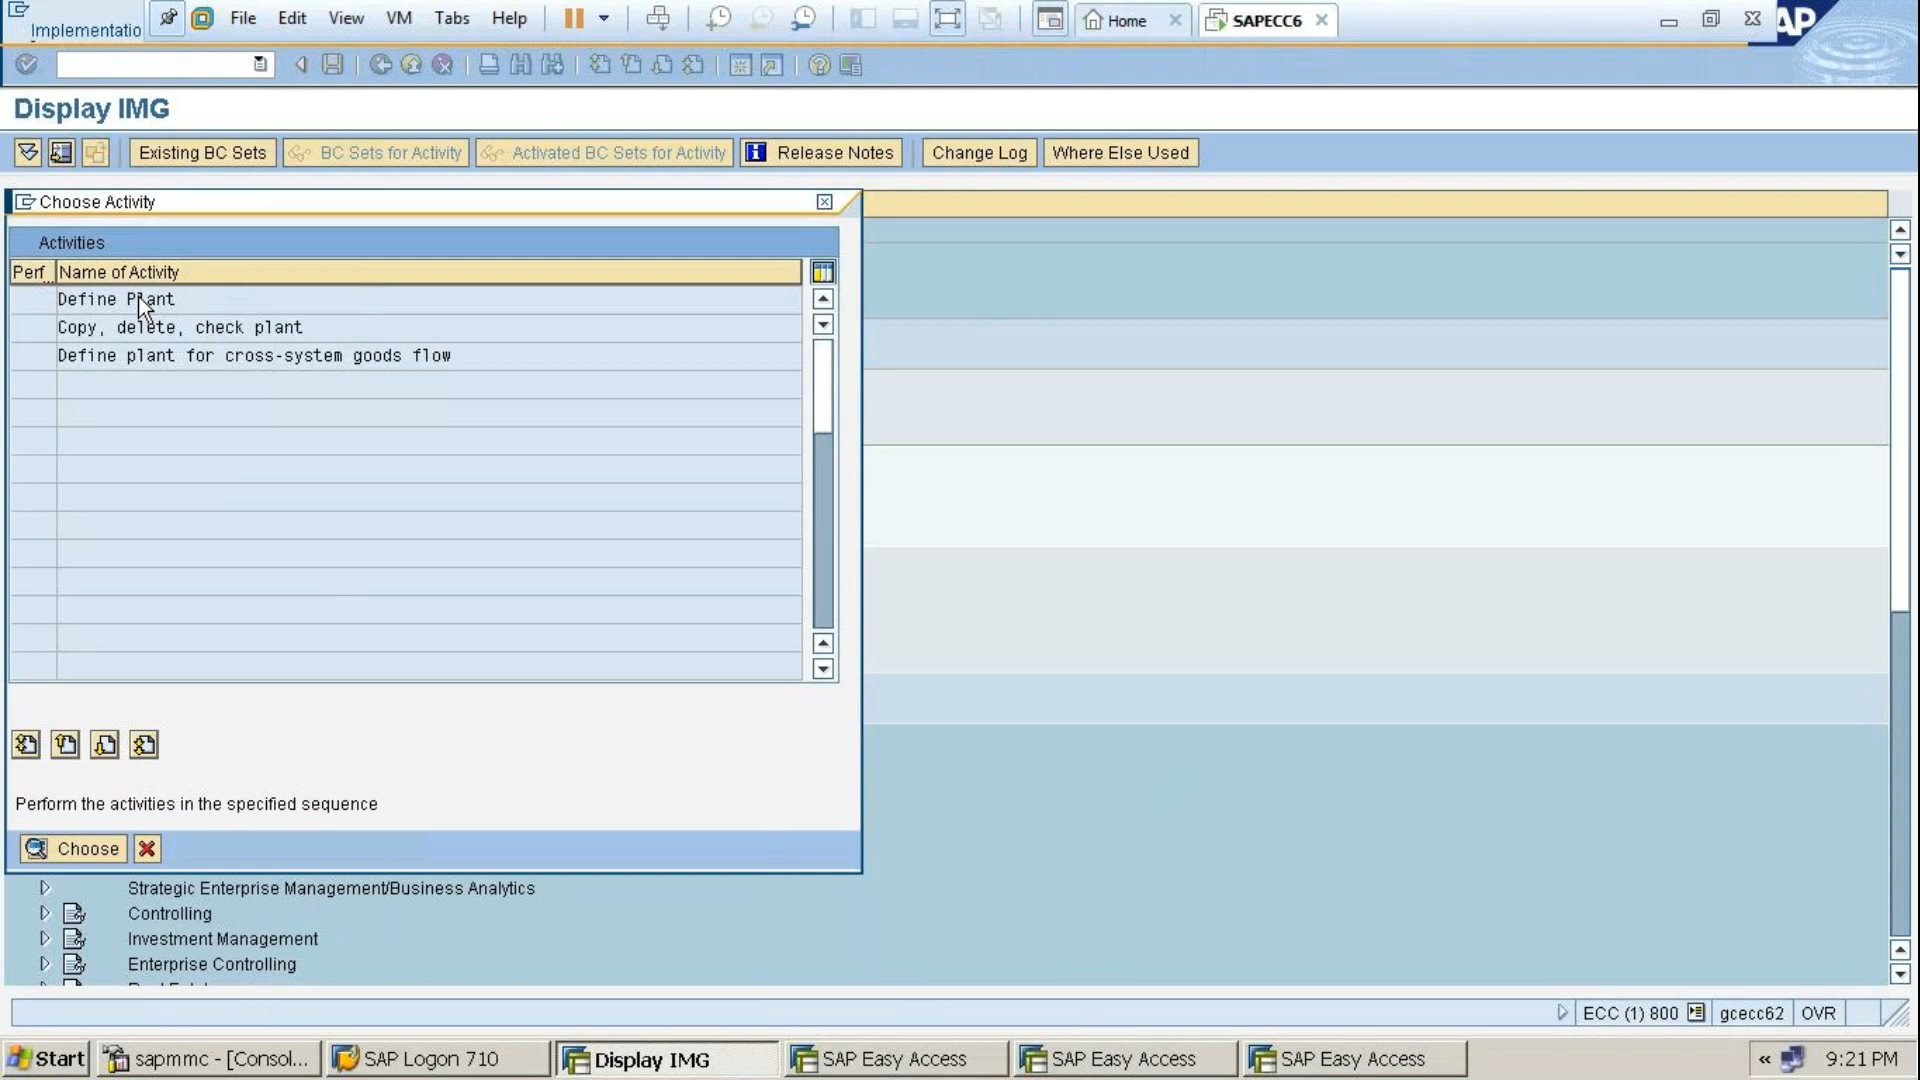 Implementatio
File Edit View VM Tabs Help
Home
SAPECC6
AP
Display IMG
Existing BC Sets
BC Sets for Activity
Activated BC Sets for Activity
Release Notes
Change Log
Where Else Used
Choose Activity
Activities
Perf... Name of Activity
Define Plant
Copy, delete, check plant
Define plant for cross-system goods flow
Perform the activities in the specified sequence
Choose
Strategic Enterprise Management/Business Analytics
Controlling
Investment Management
Enterprise Controlling
ECC (1) 800
gcecc62
OVR
Start
sapmmc - [Consol...
SAP Logon 710
Display IMG
SAP Easy Access
SAP Easy Access
SAP Easy Access
«
9:21 PM